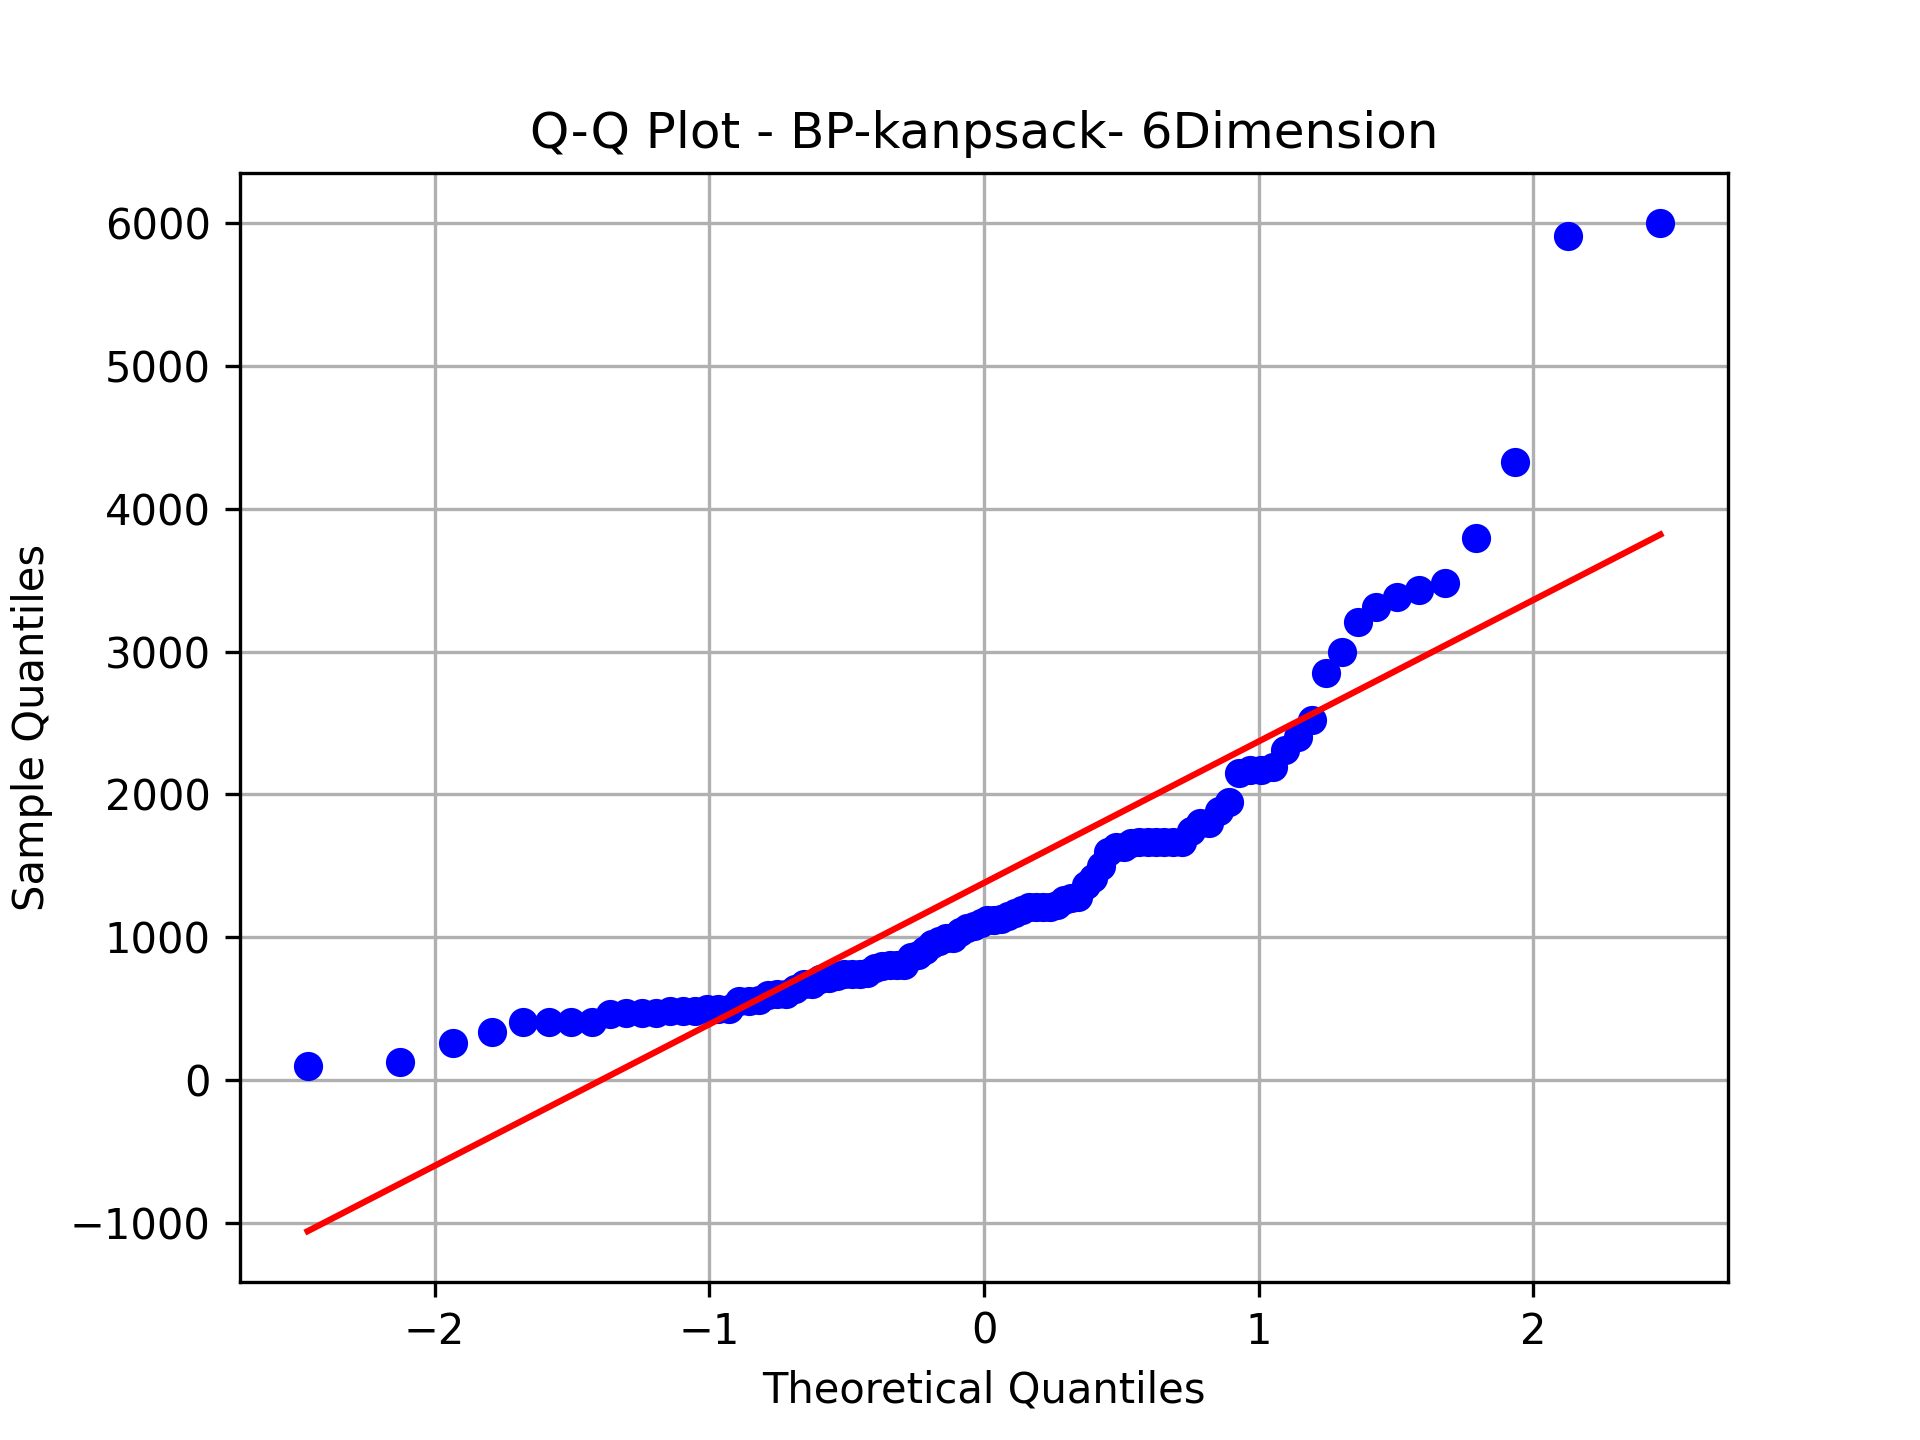 Q-Q Plot - BP-kanpsack- 6Dimension
6000
5000
4000
3000
2000
1000
0
−1000
Sample Quantiles
−2 −1 0 1 2
Theoretical Quantiles